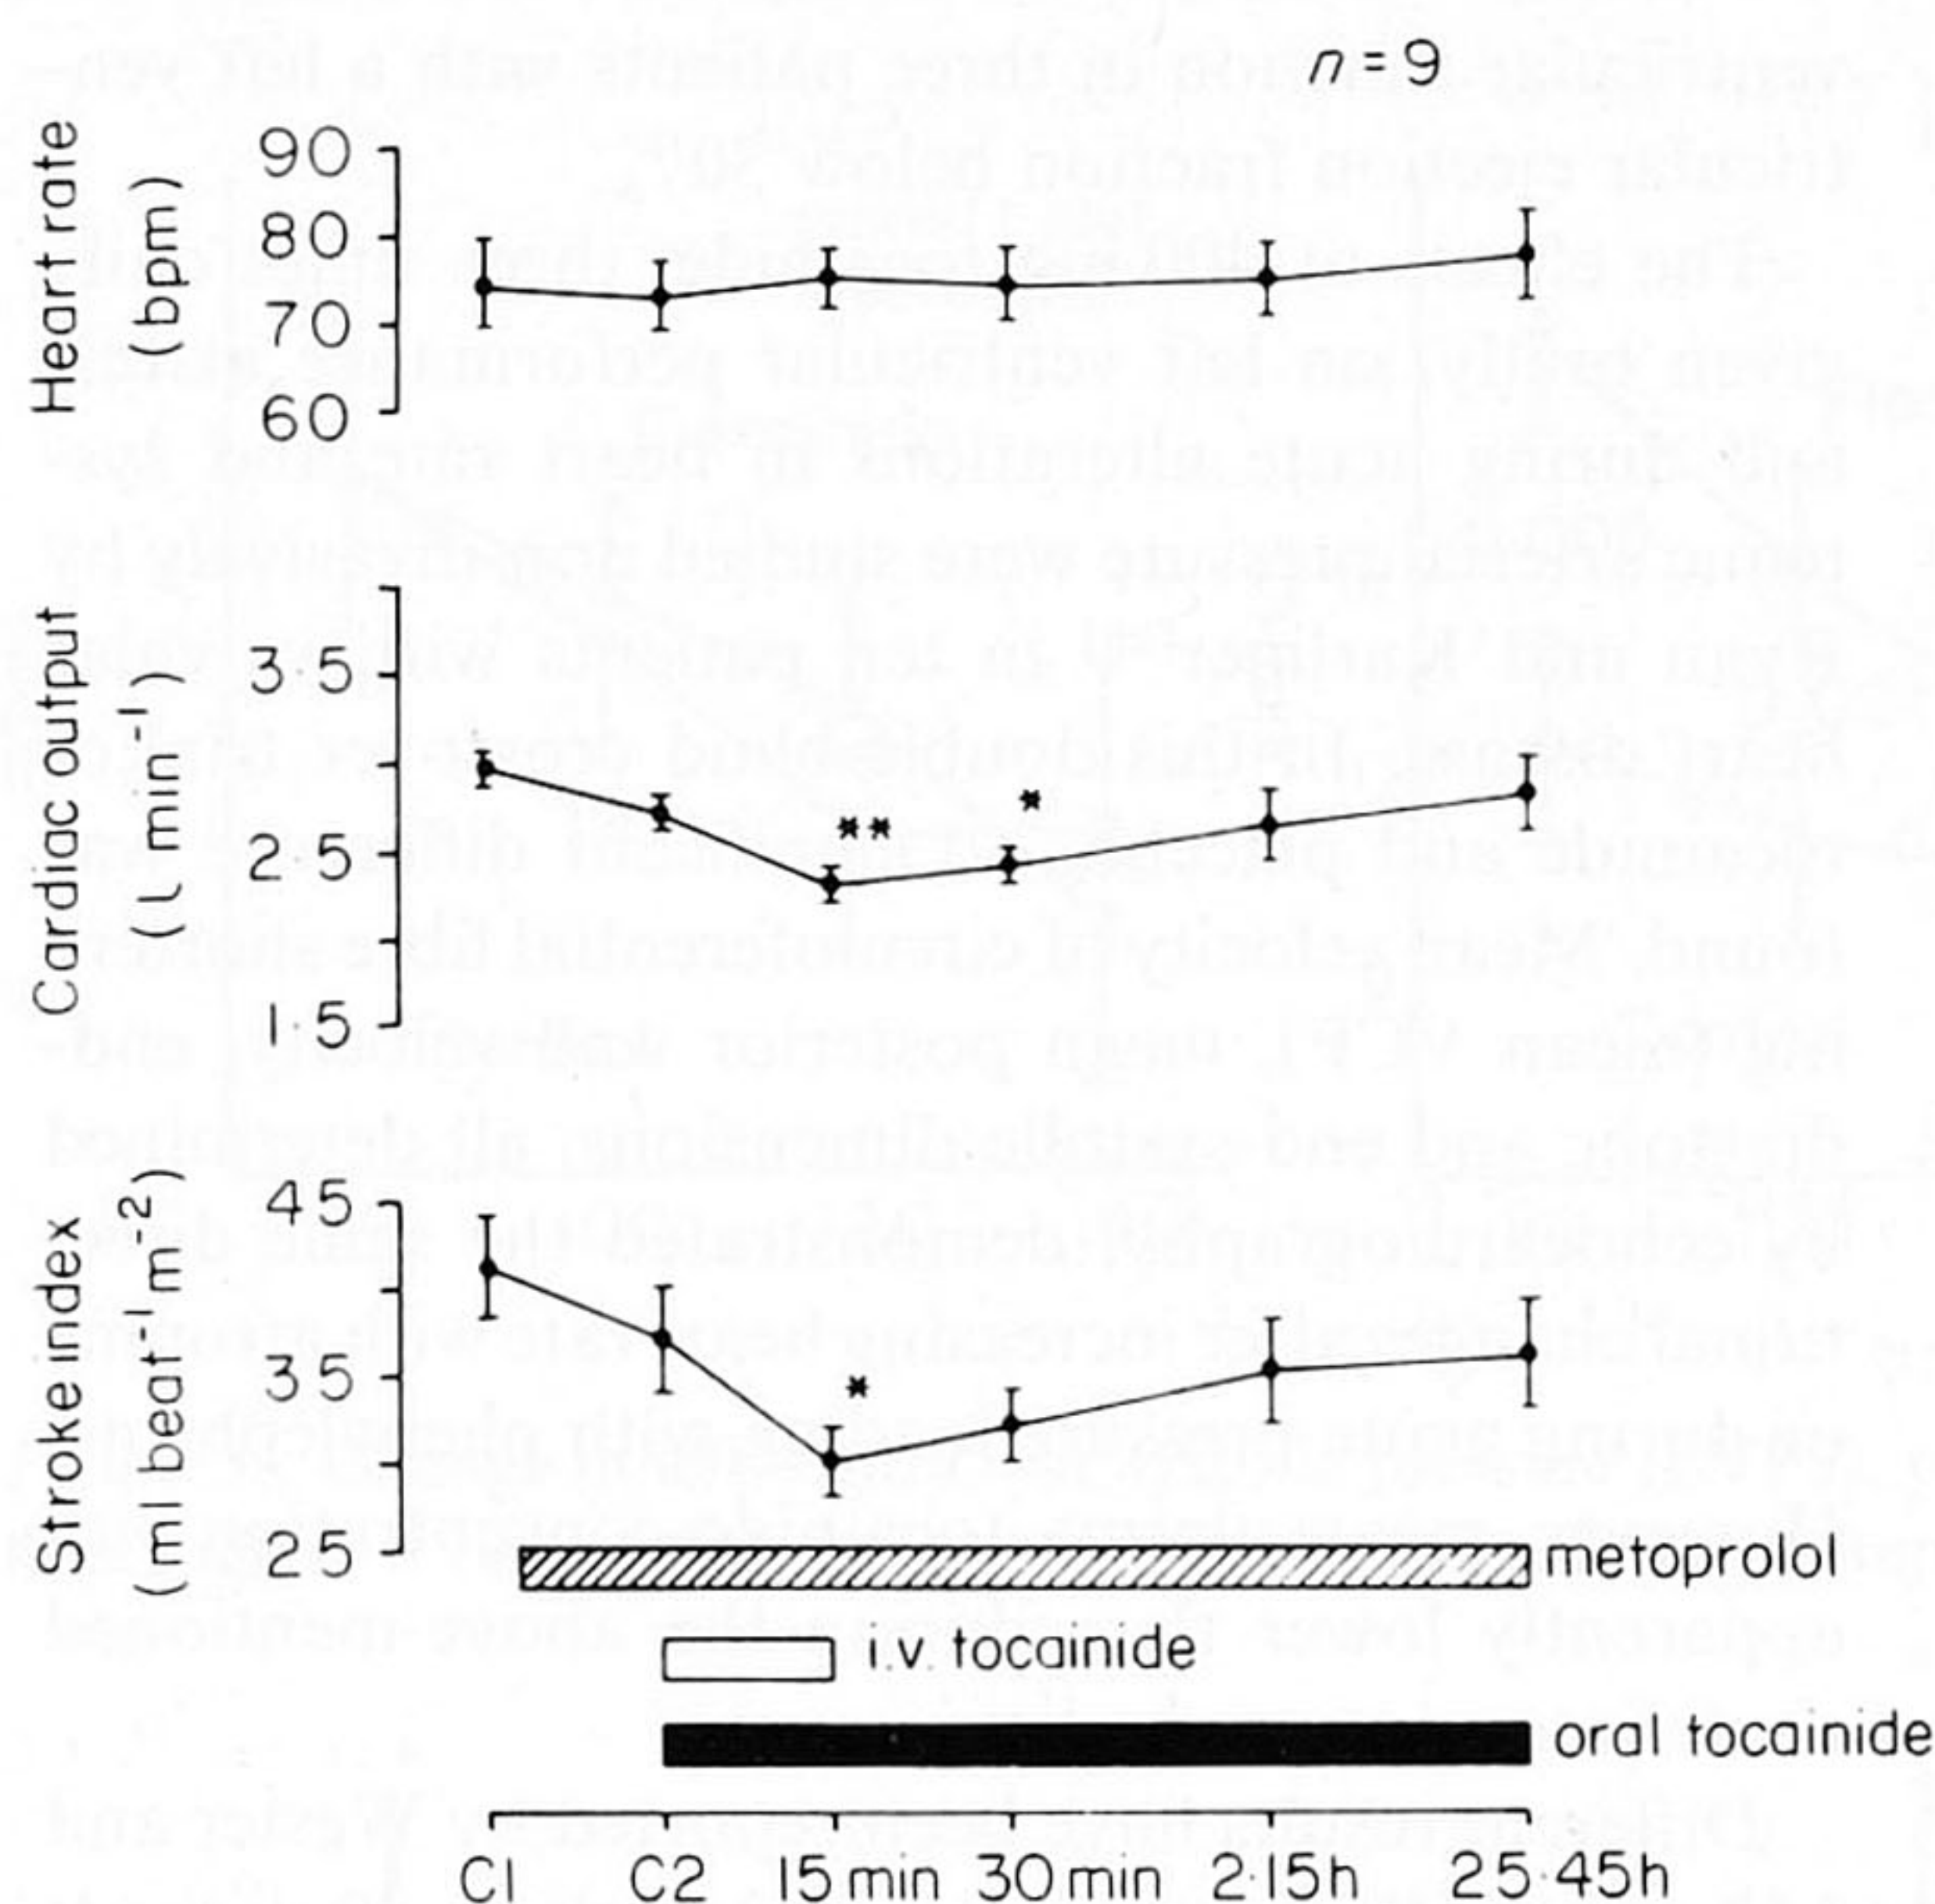 n = 9
Heart rate
(bpm)
90
80
70
60
Cardiac output
(l min⁻¹)
3·5
2·5
1·5
Stroke index
(ml beat⁻¹ m⁻²)
45
35
25
**
*
*
metoprolol
i.v. tocainide
oral tocainide
C1 C2 15 min 30 min 2·15h 25·45h